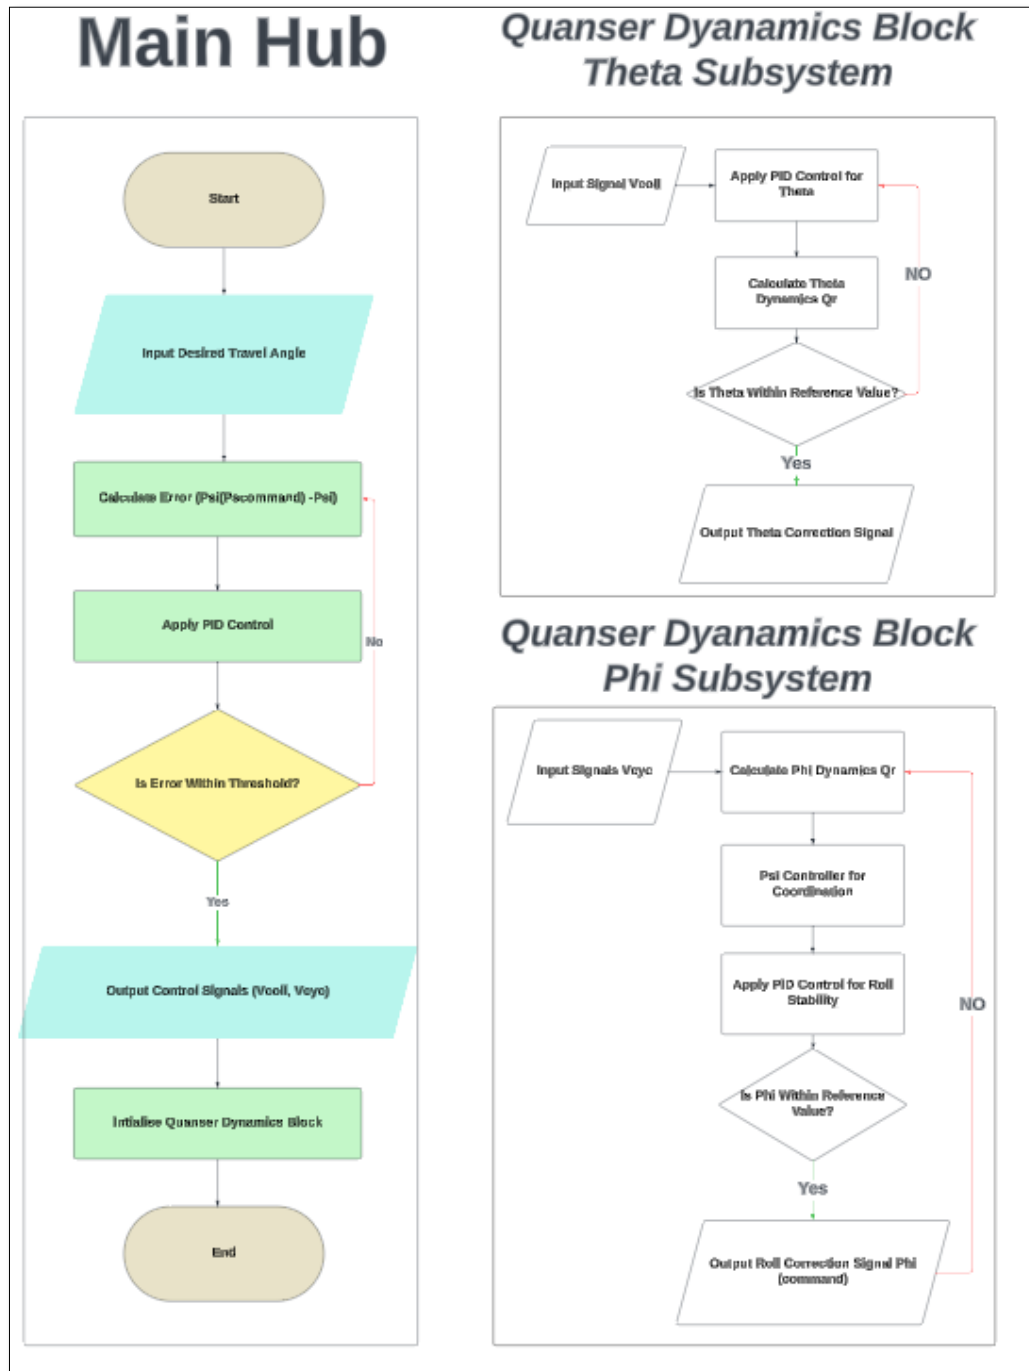 Main Hub
Start
Input Desired Travel Angle
Calculate Error (Psi(Pscommand) -Psi)
Apply PID Control
No
Is Error Within Threshold?
Yes
Output Control Signals (Vcoll, Vcyc)
Intialise Quanser Dynamics Block
End
Quanser Dyanamics Block
Theta Subsystem
Input Signal Vcoll
Apply PID Control for
Theta
NO
Calculate Theta
Dynamics Qr
Is Theta Within Reference Value?
Yes
Output Theta Correction Signal
Quanser Dyanamics Block
Phi Subsystem
Input Signals Vcyc
Calculate Phi Dynamics Qr
Psi Controller for
Coordination
Apply PID Control for Roll
Stability
NO
Is Phi Within Reference
Value?
Yes
Output Roll Correction Signal Phi
(command)